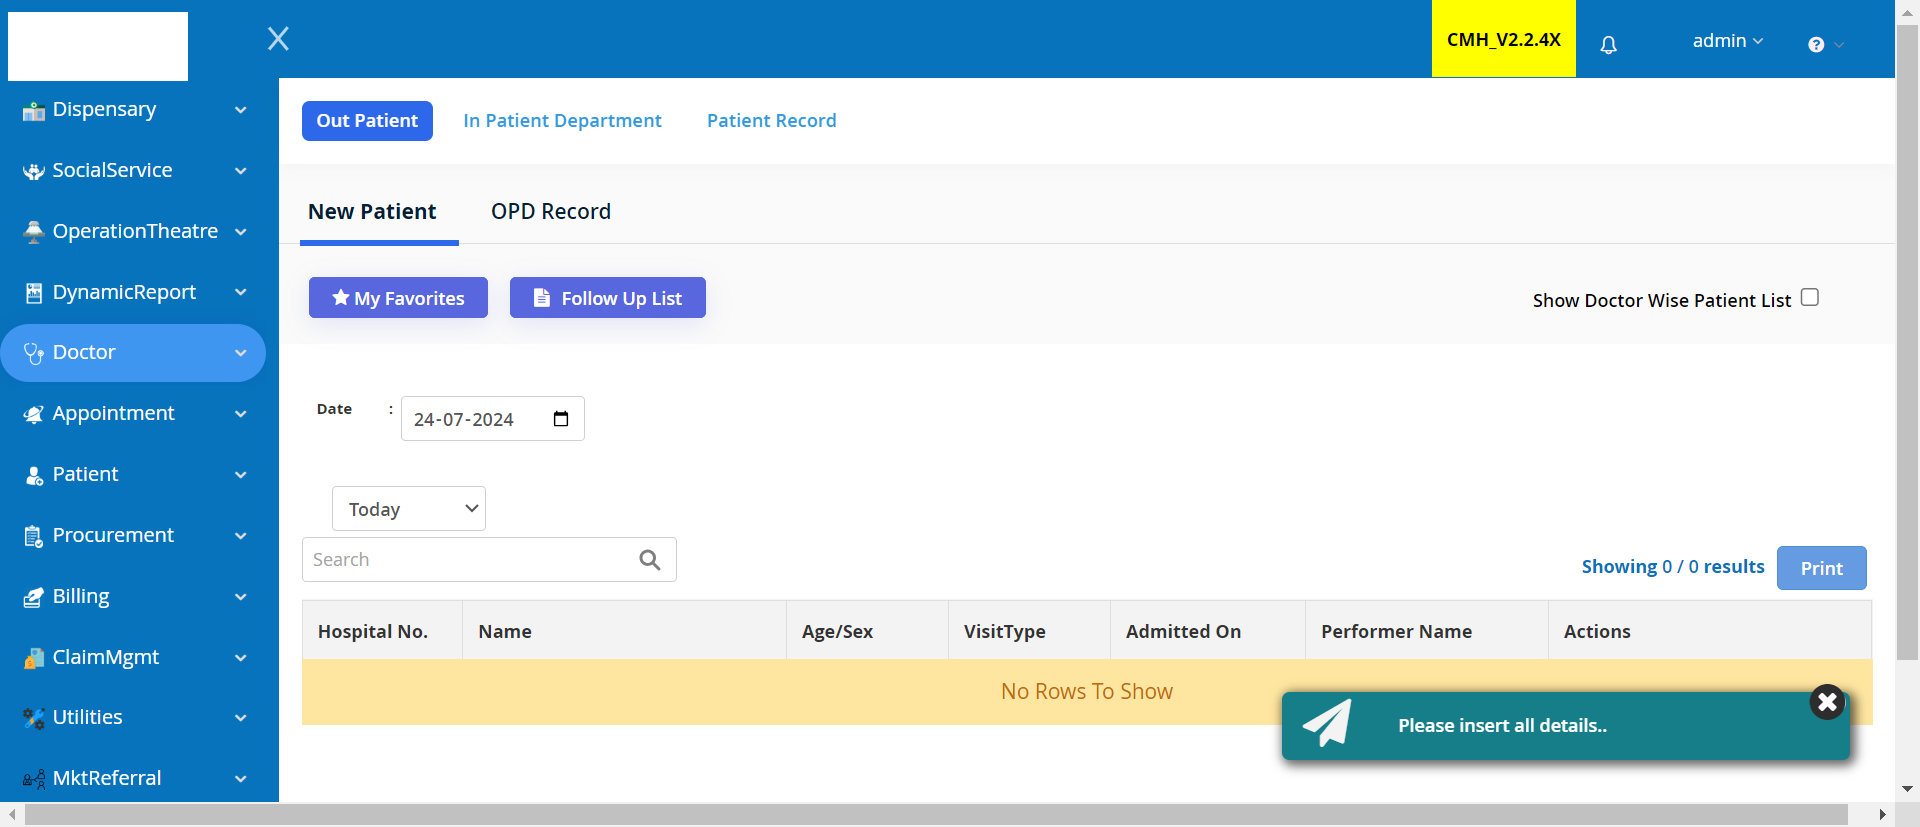 CMH_V2.2.4X
admin
Dispensary
SocialService
OperationTheatre
DynamicReport
Doctor
Appointment
Patient
Procurement
Billing
ClaimMgmt
Utilities
MktReferral
Out Patient In Patient Department Patient Record
New Patient OPD Record
My Favorites Follow Up List Show Doctor Wise Patient List
Date : 24-07-2024
Today
Search
Showing 0 / 0 results Print
Hospital No. Name Age/Sex VisitType Admitted On Performer Name Actions
No Rows To Show
Please insert all details..